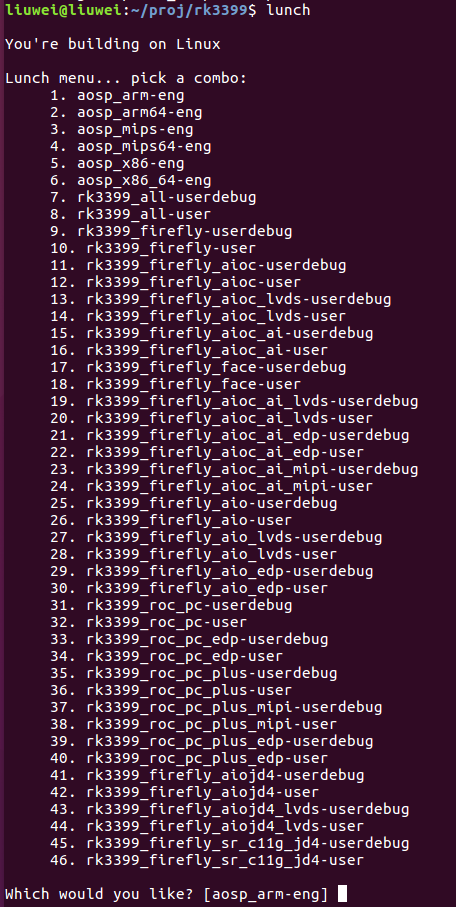 liuwei@liuwei:~/proj/rk3399$ lunch
You're building on Linux
Lunch menu... pick a combo:
1. aosp_arm-eng
2. aosp_arm64-eng
3. aosp_mips-eng
4. aosp_mips64-eng
5. aosp_x86-eng
6. aosp_x86_64-eng
7. rk3399_all-userdebug
8. rk3399_all-user
9. rk3399_firefly-userdebug
10. rk3399_firefly-user
11. rk3399_firefly_aioc-userdebug
12. rk3399_firefly_aioc-user
13. rk3399_firefly_aioc_lvds-userdebug
14. rk3399_firefly_aioc_lvds-user
15. rk3399_firefly_aioc_ai-userdebug
16. rk3399_firefly_aioc_ai-user
17. rk3399_firefly_face-userdebug
18. rk3399_firefly_face-user
19. rk3399_firefly_aioc_ai_lvds-userdebug
20. rk3399_firefly_aioc_ai_lvds-user
21. rk3399_firefly_aioc_ai_edp-userdebug
22. rk3399_firefly_aioc_ai_edp-user
23. rk3399_firefly_aioc_ai_mipi-userdebug
24. rk3399_firefly_aioc_ai_mipi-user
25. rk3399_firefly_aio-userdebug
26. rk3399_firefly_aio-user
27. rk3399_firefly_aio_lvds-userdebug
28. rk3399_firefly_aio_lvds-user
29. rk3399_firefly_aio_edp-userdebug
30. rk3399_firefly_aio_edp-user
31. rk3399_roc_pc-userdebug
32. rk3399_roc_pc-user
33. rk3399_roc_pc_edp-userdebug
34. rk3399_roc_pc_edp-user
35. rk3399_roc_pc_plus-userdebug
36. rk3399_roc_pc_plus-user
37. rk3399_roc_pc_plus_mipi-userdebug
38. rk3399_roc_pc_plus_mipi-user
39. rk3399_roc_pc_plus_edp-userdebug
40. rk3399_roc_pc_plus_edp-user
41. rk3399_firefly_aiojd4-userdebug
42. rk3399_firefly_aiojd4-user
43. rk3399_firefly_aiojd4_lvds-userdebug
44. rk3399_firefly_aiojd4_lvds-user
45. rk3399_firefly_sr_c11g_jd4-userdebug
46. rk3399_firefly_sr_c11g_jd4-user
Which would you like? [aosp_arm-eng]